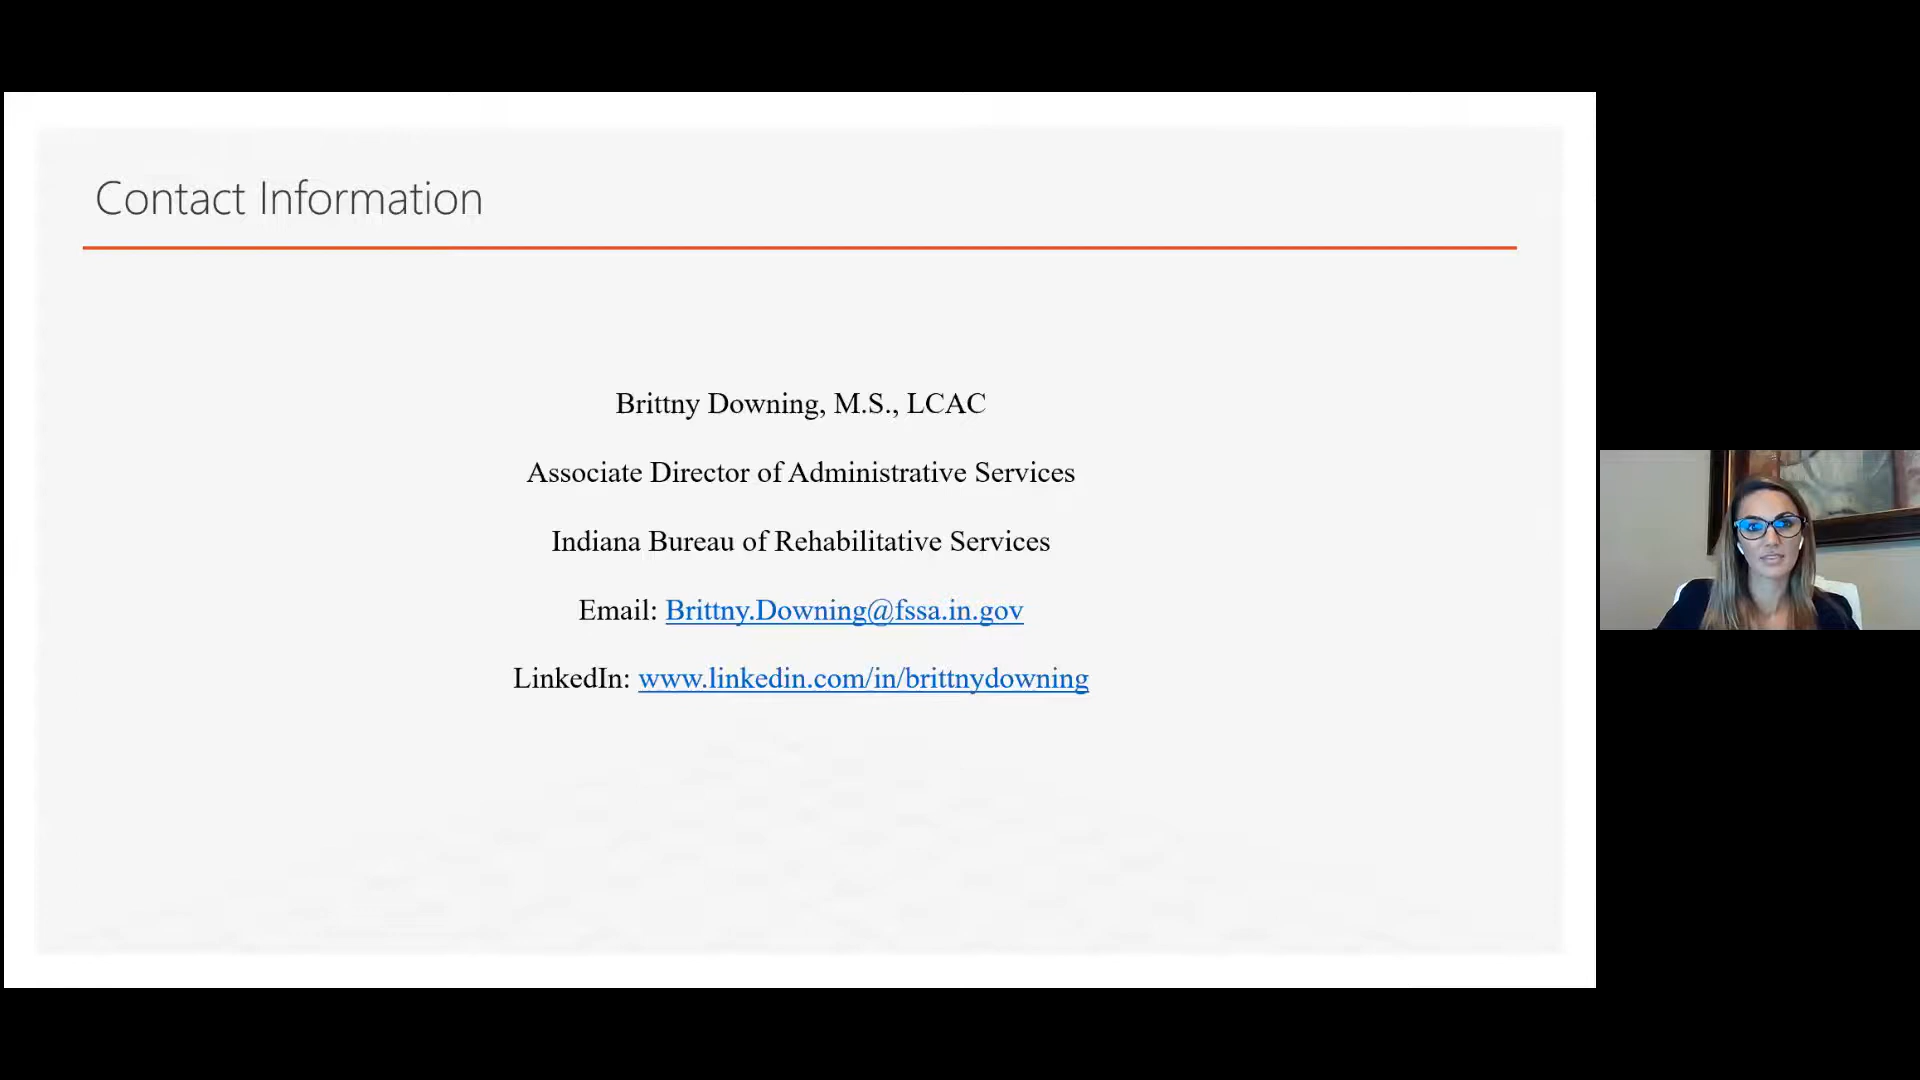 Contact Information
Brittny Downing, M.S., LCAC
Associate Director of Administrative Services
Indiana Bureau of Rehabilitative Services
Email: Brittny.Downing@fssa.in.gov
LinkedIn: www.linkedin.com/in/brittnydowning